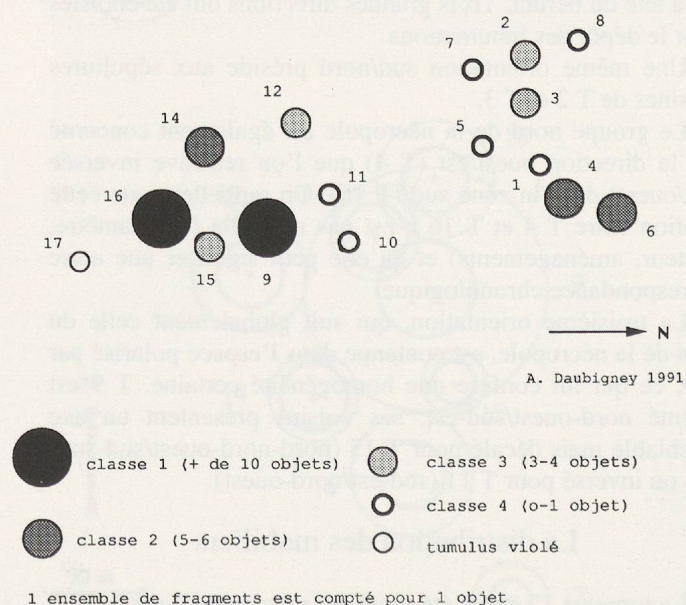 2
8
7
12
3
14
5
11
4
16
1
17
10
6
15
9
N
A. Daubigney 1991
classe 1 (+ de 10 objets)
classe 3 (3-4 objets)
classe 4 (o-1 objet)
classe 2 (5-6 objets)
tumulus violé
1 ensemble de fragments est compté pour 1 objet